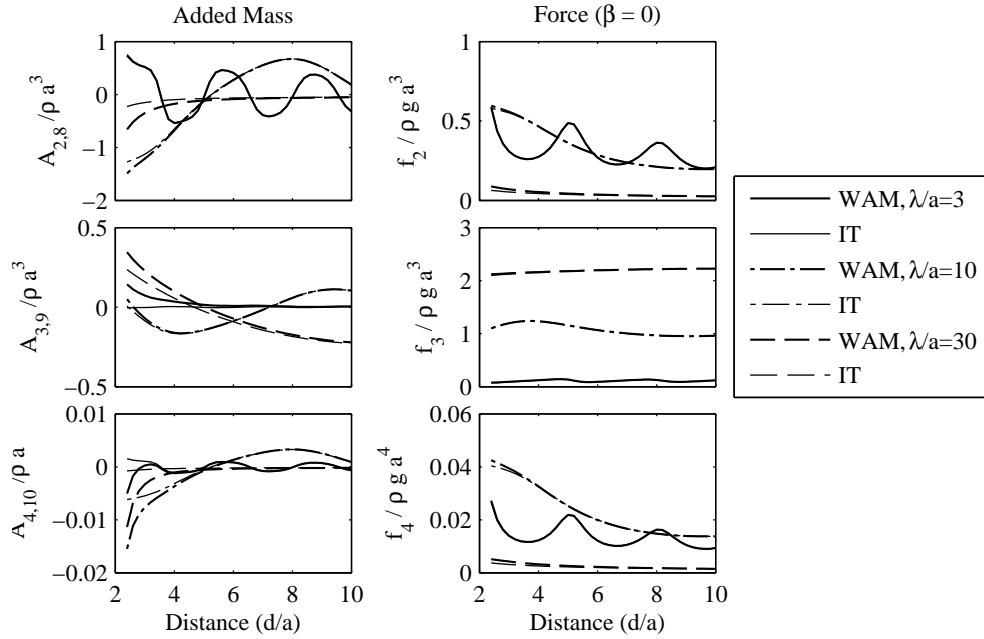 Added Mass
Force (β = 0)
1
0
−1
−2
A2,8 /ρ a3
1
0.5
0
f2 / ρ g a3
0.5
0
−0.5
A3,9 /ρ a3
3
2
1
0
f3 / ρ g a3
0.01
0
−0.01
−0.02
A4,10 /ρ a
2 4 6 8 10
Distance (d/a)
0.06
0.04
0.02
0
f4 / ρ g a4
2 4 6 8 10
Distance (d/a)
WAM, λ/a=3
IT
WAM, λ/a=10
IT
WAM, λ/a=30
IT